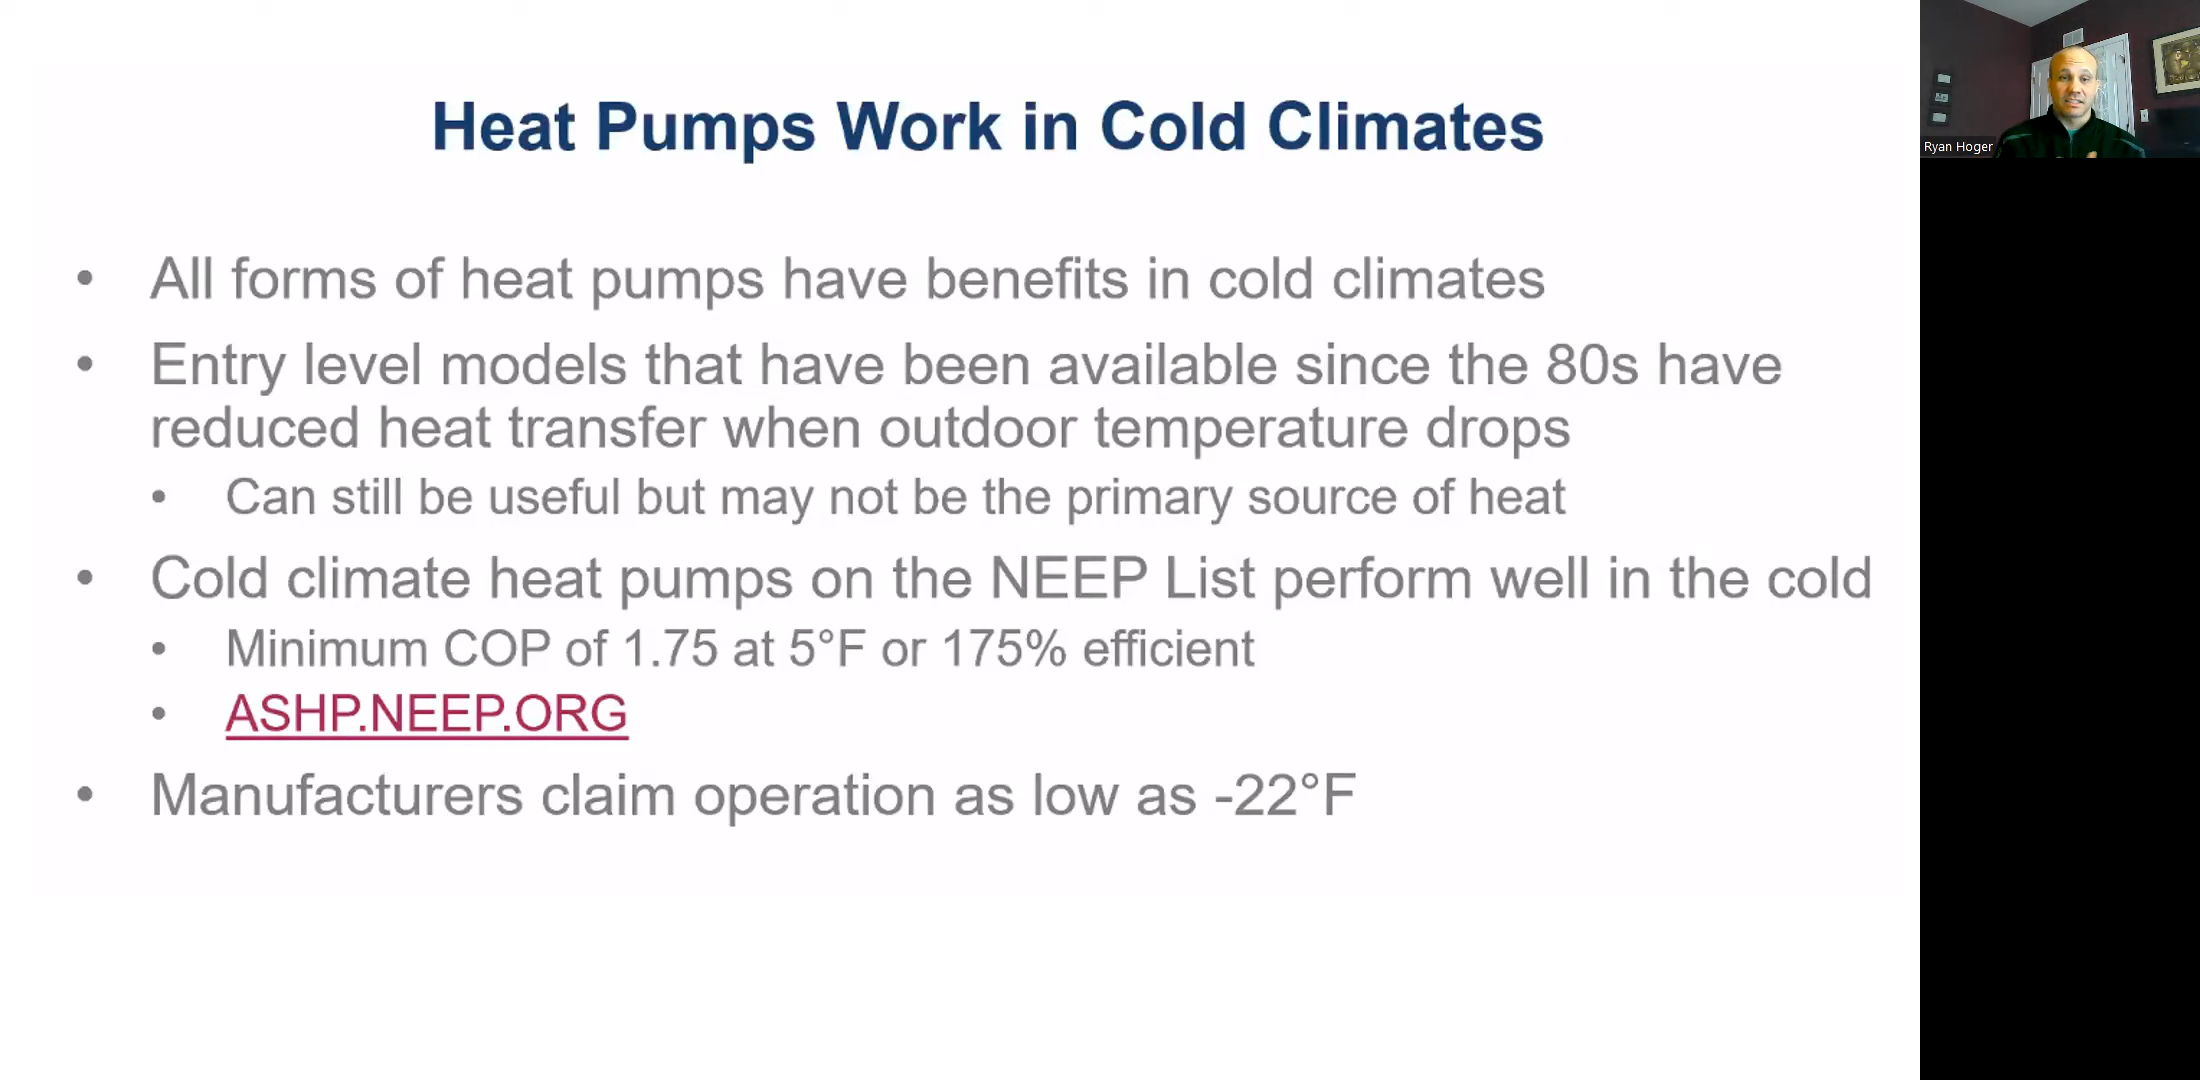 Heat Pumps Work in Cold Climates
• All forms of heat pumps have benefits in cold climates
• Entry level models that have been available since the 80s have
reduced heat transfer when outdoor temperature drops
• Can still be useful but may not be the primary source of heat
• Cold climate heat pumps on the NEEP List perform well in the cold
• Minimum COP of 1.75 at 5°F or 175% efficient
• ASHP.NEEP.ORG
• Manufacturers claim operation as low as -22°F
Ryan Hoger